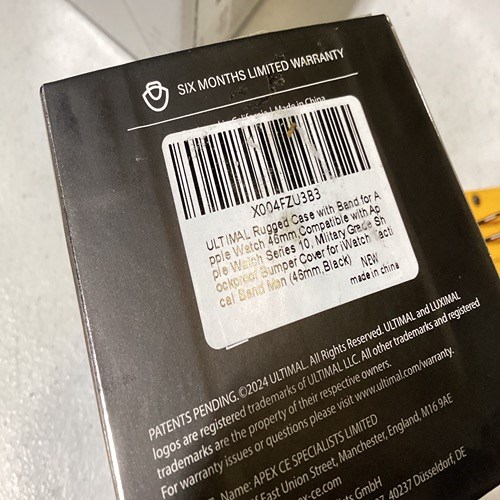 SIX MONTHS LIMITED WARRANTY
California | Made in China
X004FZU3B3
ULTIMAL Rugged Case with Band for A
pple Watch 46mm,Compatible with Ap
ple Watch Series 10, Military Grade Sh
ockproof Bumper Cover for iWatch Tacti
cal Band Men (46mm,Black)
NEW
made in china
PATENTS PENDING. ©2024 ULTIMAL. All Rights Reserved. ULTIMAL and LUXIMAL
logos are registered trademarks of ULTIMAL LLC. All other trademarks and registered
trademarks are the property of their respective owners.
For warranty issues or questions please visit www.ultimal.com/warranty.
Name: APEX CE SPECIALISTS LIMITED
East Union Street, Manchester, England, M16 9AE
GmbH
40237 Düsseldorf, DE